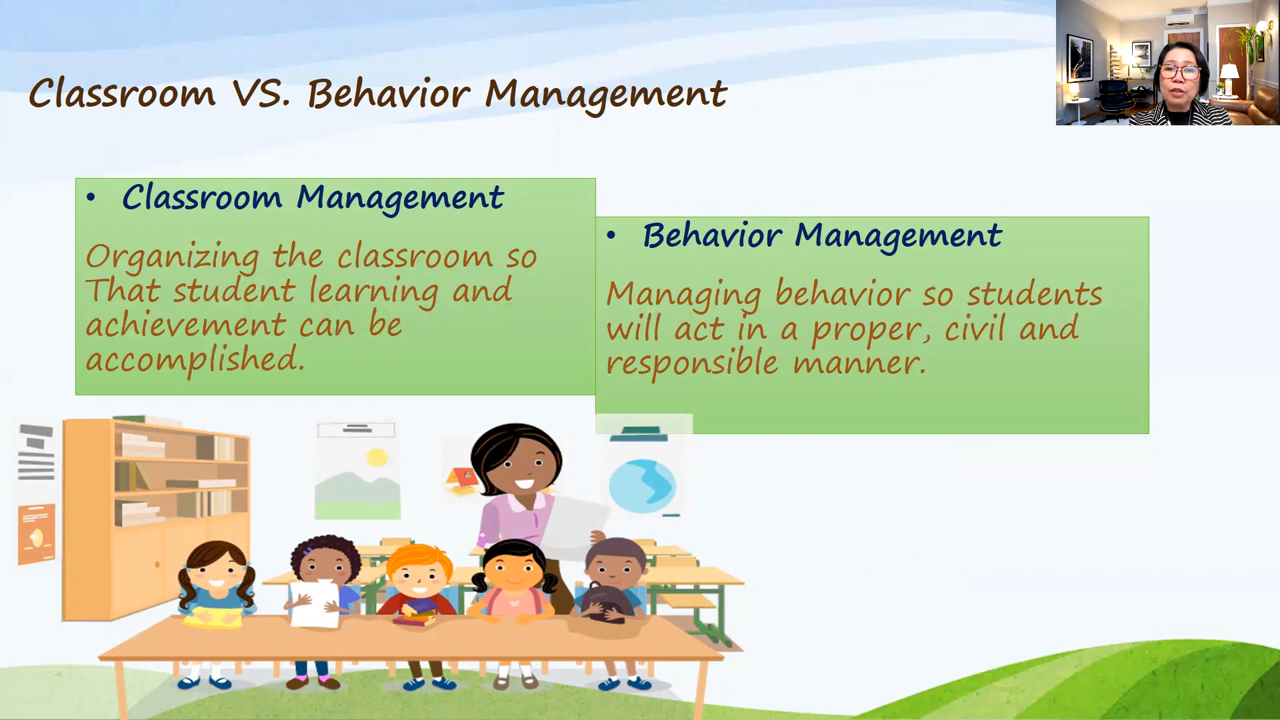 Classroom VS. Behavior Management
• Classroom Management
Organizing the classroom so
That student learning and
achievement can be
accomplished.
• Behavior Management
Managing behavior so students
will act in a proper, civil and
responsible manner.